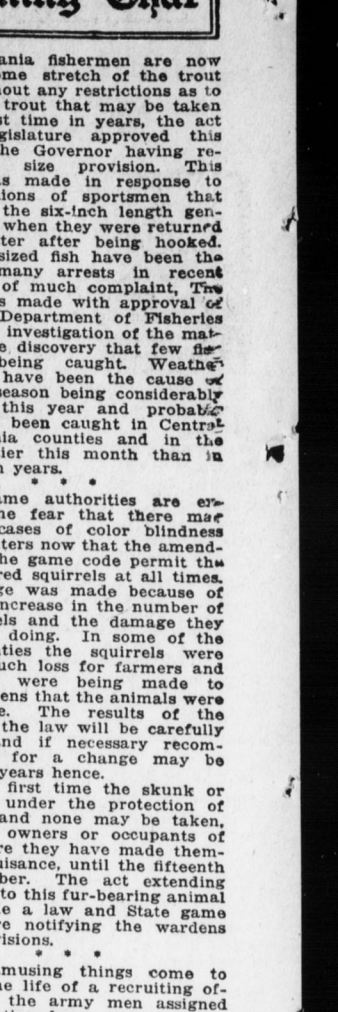 ania fishermen are now
ome stretch of the trout
hout any restrictions as to
trout that may be taken
st time in years, the act
gislature approved this
he Governor having re-
size provision. This
s made in response to
ions of sportsmen that
the six-inch length gen-
when they were returned
ter after being hooked.
sized fish have been the
many arrests in recent
of much complaint, The
s made with approval of
Department of Fisheries
investigation of the mat-
e discovery that few
being caught. Weather
have been the cause of
season being considerably
this year and probably
been caught in Central
ia counties and in the
ier this month than in
n years.
* * *
ame authorities are
ne fear that there may
cases of color blindness
ters now that the amend-
he game code permit the
red squirrels at all times.
ge was made because of
increase in the number of
els and the damage they
doing. In some of the
ties the squirrels were
uch loss for farmers and
were being made to
ens that the animals were
e. The results of the
the law will be carefully
nd if necessary recom-
for a change may be
years hence.
first time the skunk or
under the protection of
and none may be taken,
owners or occupants of
re they have made them-
uisance, until the fifteenth
ber. The act extending
to this fur-bearing animal
e a law and State game
re notifying the wardens
isions.
* * *
musing things come to
e life of a recruiting of-
the army men assigned